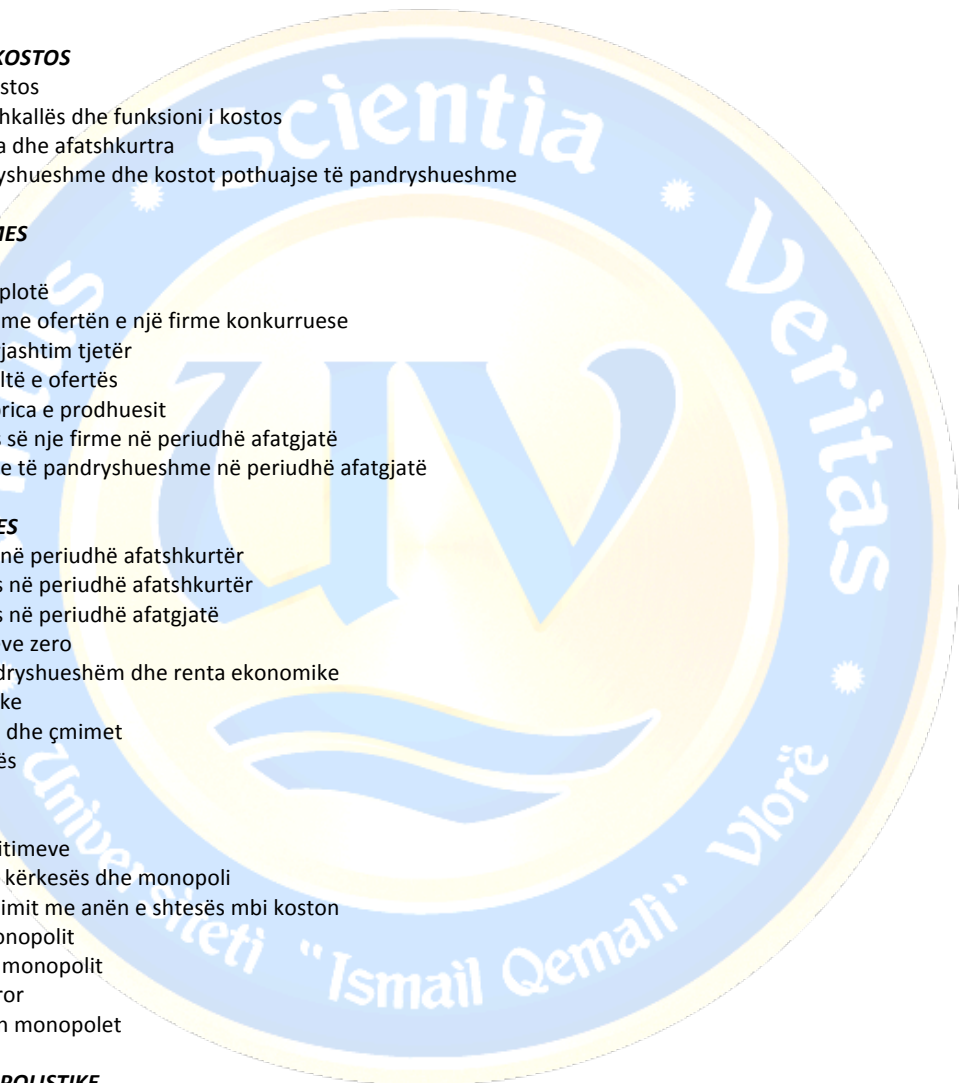 KOSTOS
stos
hkallës dhe funksioni i kostos
a dhe afatshkurtra
yshueshme dhe kostot pothuajse të pandryshueshme
MES
plotë
me ofertën e një firme konkurruese
jashtim tjetër
ltë e ofertës
rica e prodhuesit
s së nje firme në periudhë afatgjatë
e të pandryshueshme në periudhë afatgjatë
ES
në periudhë afatshkurtër
s në periudhë afatshkurtër
s në periudhë afatgjatë
ve zero
dryshueshëm dhe renta ekonomike
ke
dhe çmimet
ës
itimeve
kërkesës dhe monopoli
imit me anën e shtesës mbi koston
onopolit
monopolit
ror
n monopolet
POLISTIKE
Scientia
Veritas
Universiteti "Ismail Qemali" Vlorë
UV